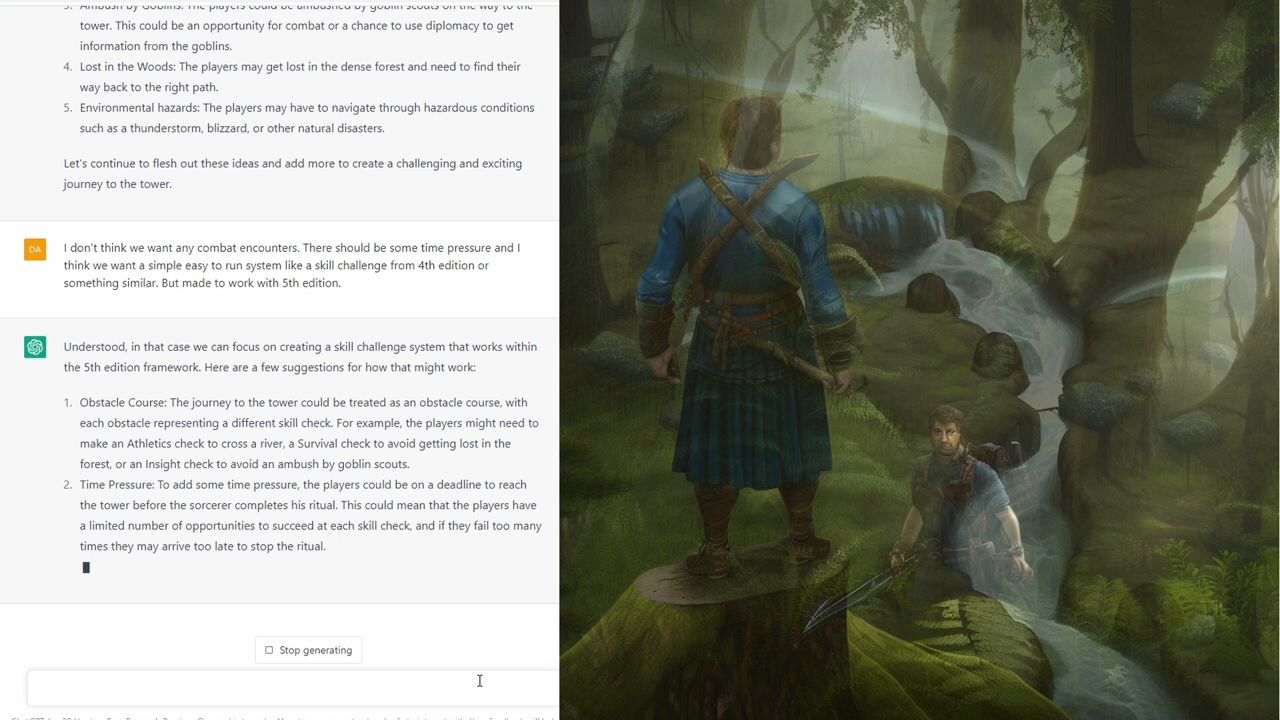 3. Ambush by Goblins: The players could be ambushed by goblin scouts on the way to the
tower. This could be an opportunity for combat or a chance to use diplomacy to get
information from the goblins.
4. Lost in the Woods: The players may get lost in the dense forest and need to find their
way back to the right path.
5. Environmental hazards: The players may have to navigate through hazardous conditions
such as a thunderstorm, blizzard, or other natural disasters.
Let's continue to flesh out these ideas and add more to create a challenging and exciting
journey to the tower.
DA
I don't think we want any combat encounters. There should be some time pressure and I
think we want a simple easy to run system like a skill challenge from 4th edition or
something similar. But made to work with 5th edition.
Understood, in that case we can focus on creating a skill challenge system that works within
the 5th edition framework. Here are a few suggestions for how that might work:
1. Obstacle Course: The journey to the tower could be treated as an obstacle course, with
each obstacle representing a different skill check. For example, the players might need to
make an Athletics check to cross a river, a Survival check to avoid getting lost in the
forest, or an Insight check to avoid an ambush by goblin scouts.
2. Time Pressure: To add some time pressure, the players could be on a deadline to reach
the tower before the sorcerer completes his ritual. This could mean that the players have
a limited number of opportunities to succeed at each skill check, and if they fail too many
times they may arrive too late to stop the ritual.
Stop generating